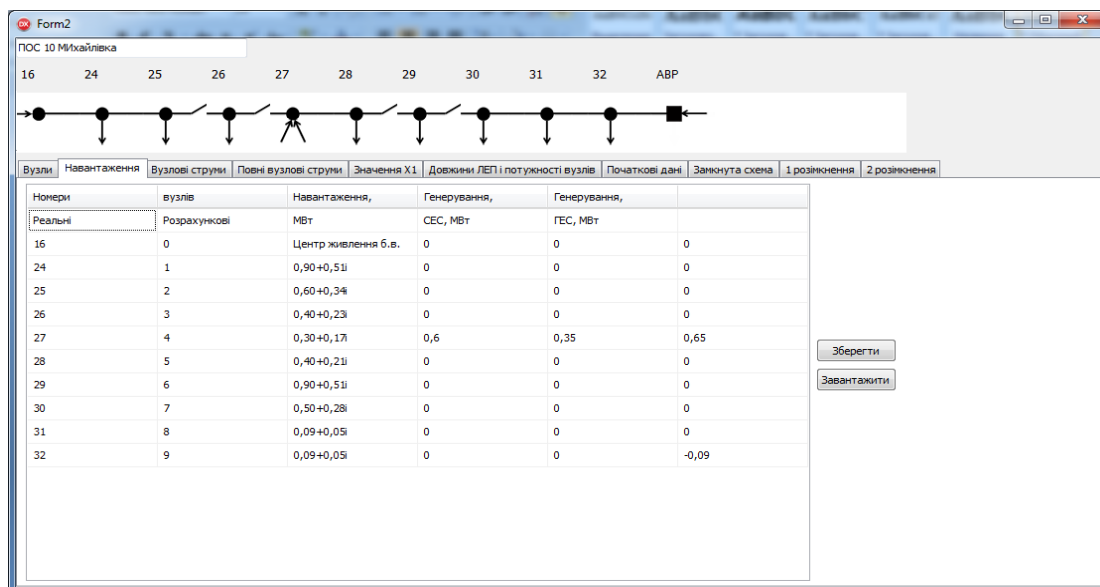 Form2
ПОС 10 МИхайлівка
16 24 25 26 27 28 29 30 31 32 АВР
Вузли Навантаження Вузлові струми Повні вузлові струми Значення X1 Довжини ЛЕП і потужності вузлів Початкові дані Замкнута схема 1 розімкнення 2 розімкнення
Номери вузлів Навантаження, Генерування, Генерування,
Реальні Розрахункові МВт СЕС, МВт ГЕС, МВт
16 0 Центр живлення б.в. 0 0 0
24 1 0,90+0,51i 0 0 0
25 2 0,60+0,34i 0 0 0
26 3 0,40+0,23i 0 0 0
27 4 0,30+0,17i 0,6 0,35 0,65
28 5 0,40+0,21i 0 0 0
29 6 0,90+0,51i 0 0 0
30 7 0,50+0,28i 0 0 0
31 8 0,09+0,05i 0 0 0
32 9 0,09+0,05i 0 0 -0,09
Зберегти
Завантажити